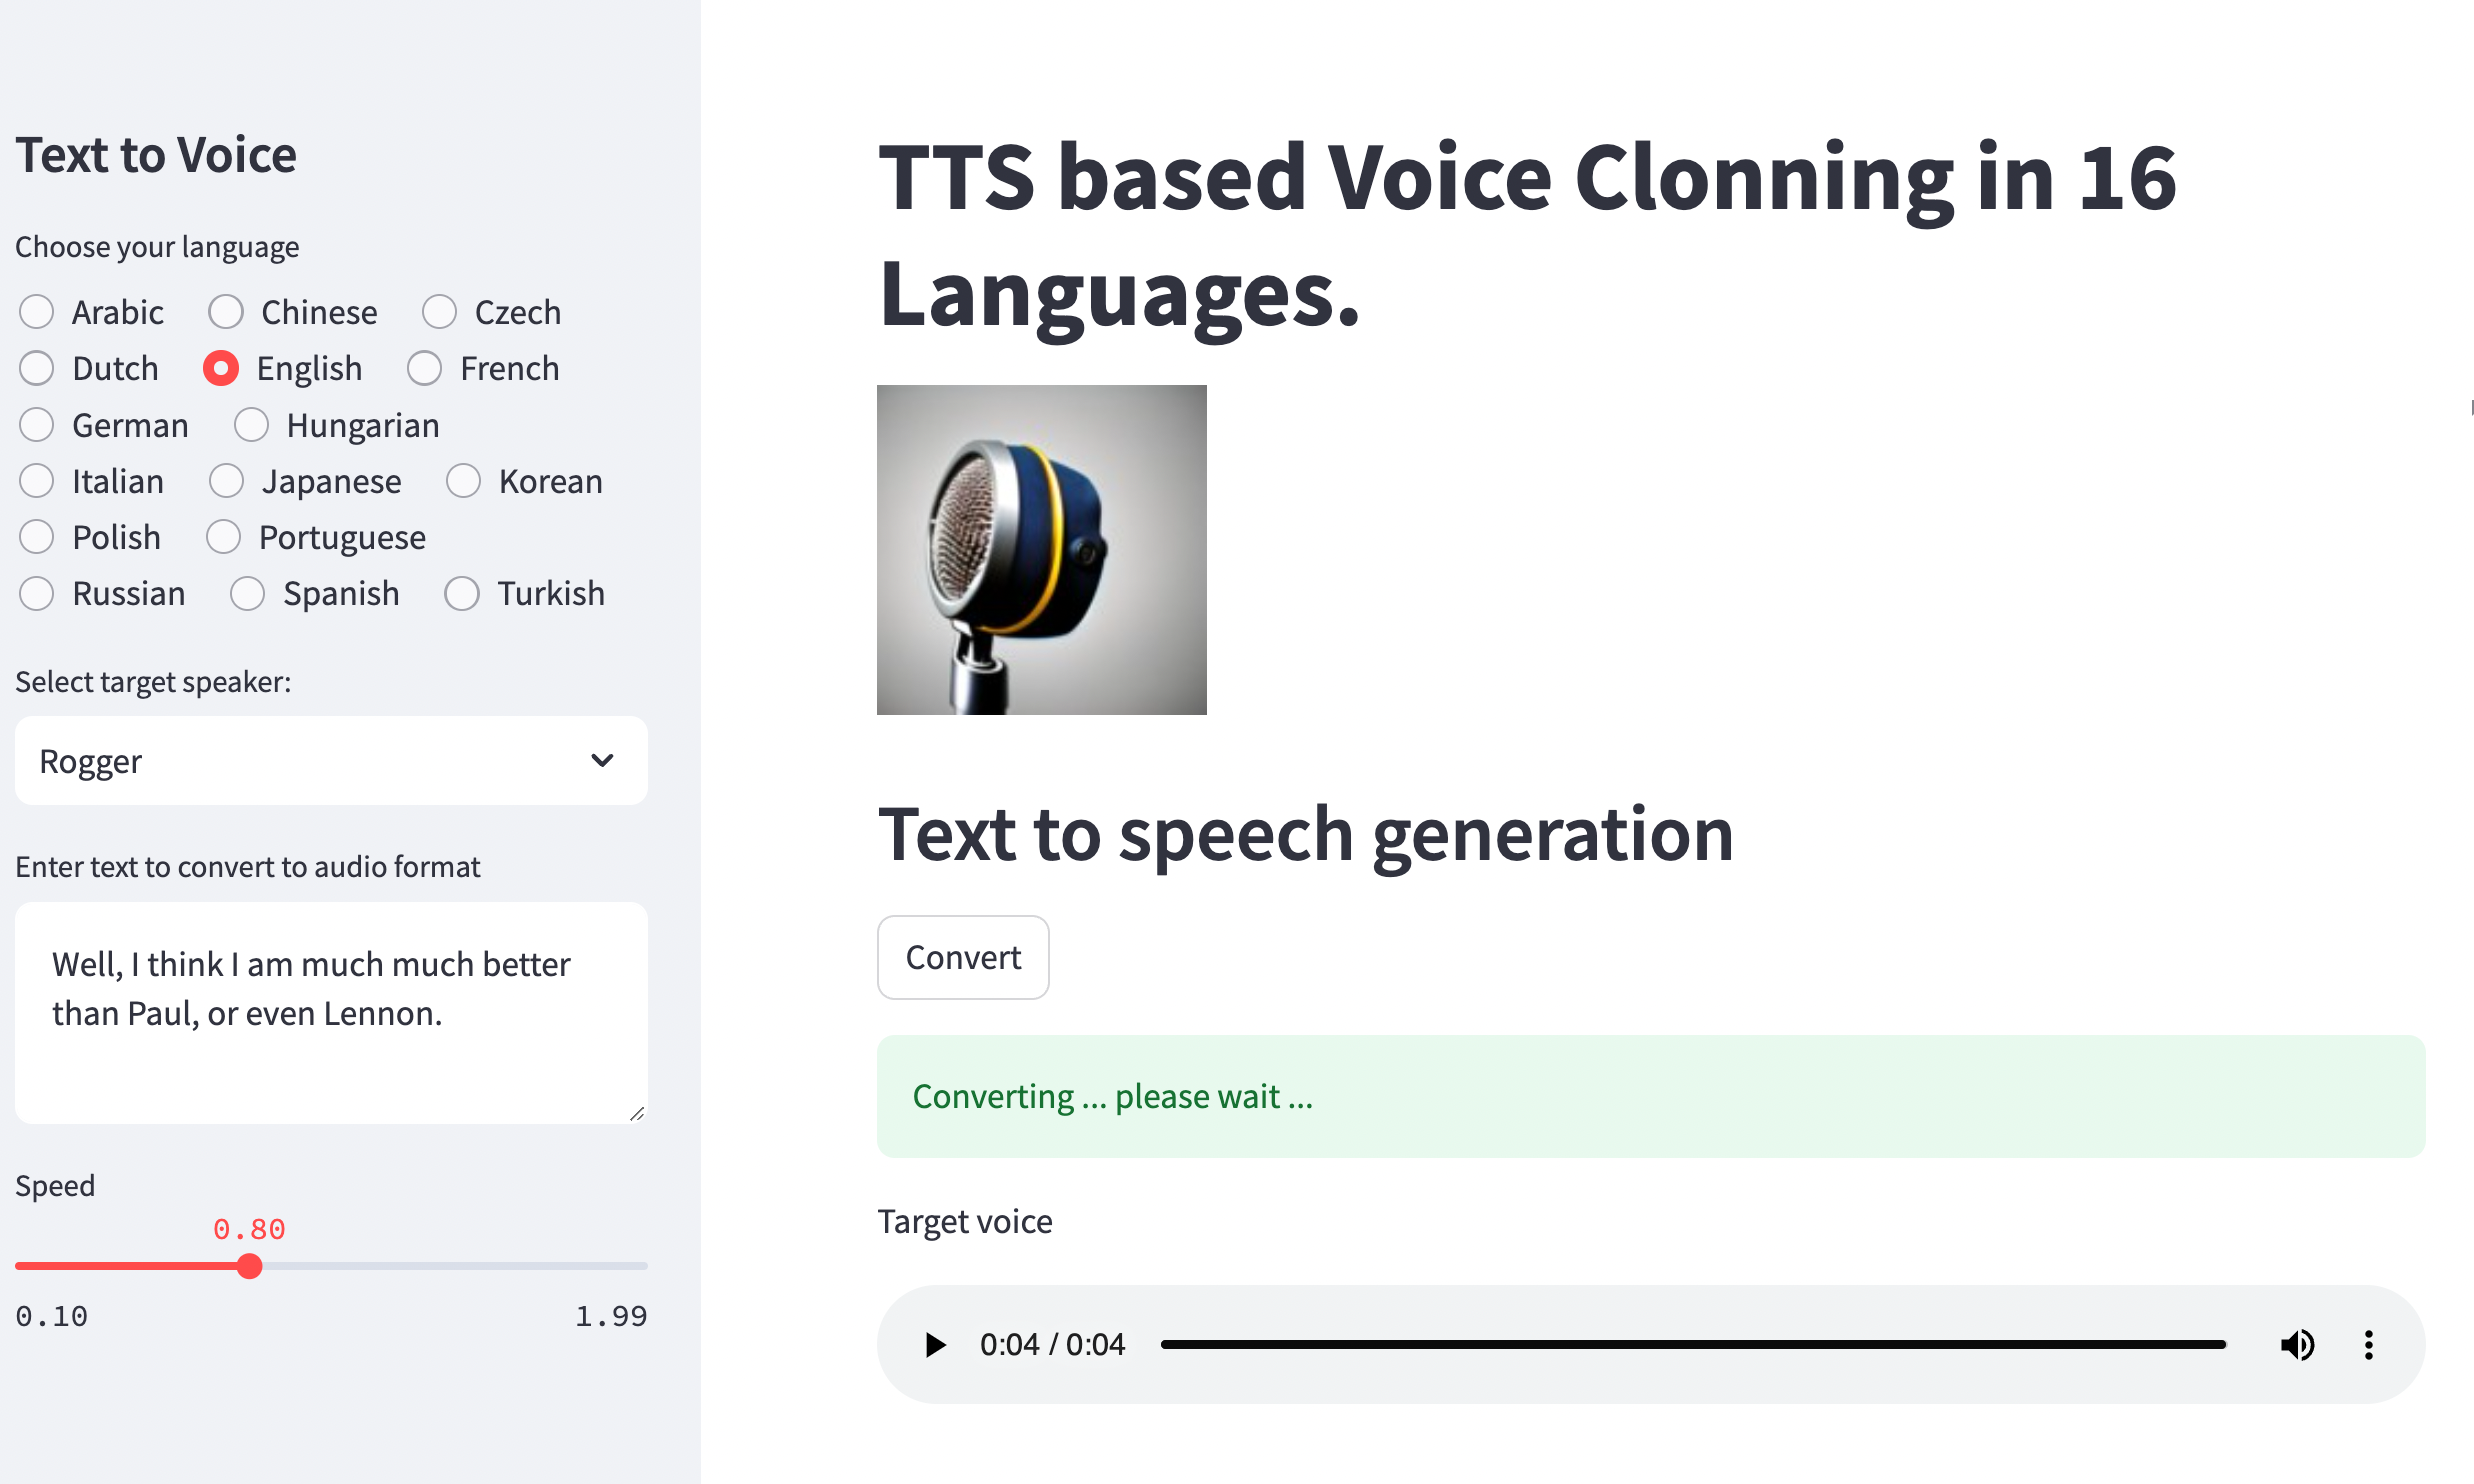 Text to Voice
Choose your language
Arabic Chinese Czech
Dutch English French
German Hungarian
Italian Japanese Korean
Polish Portuguese
Russian Spanish Turkish
Select target speaker:
Rogger
Enter text to convert to audio format
Well, I think I am much much better
than Paul, or even Lennon.
Speed
0.80
0.10 1.99
TTS based Voice Clonning in 16
Languages.
Text to speech generation
Convert
Converting ... please wait ...
Target voice
0:04 / 0:04